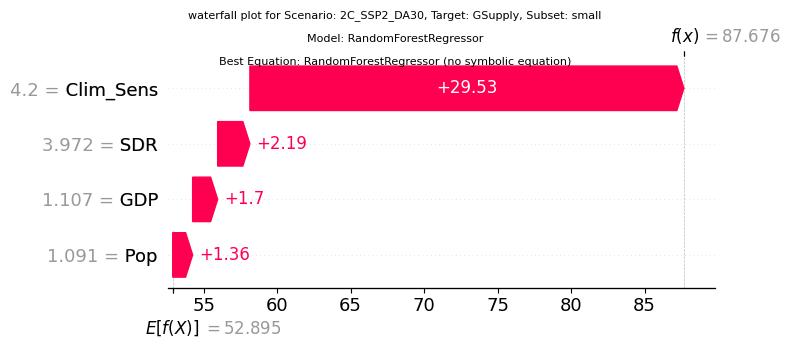 waterfall plot for Scenario: 2C_SSP2_DA30, Target: GSupply, Subset: small
Model: RandomForestRegressor
Best Equation: RandomForestRegressor (no symbolic equation)
f(x) = 87.676
4.2 = Clim_Sens +29.53
3.972 = SDR +2.19
1.107 = GDP +1.7
1.091 = Pop +1.36
55 60 65 70 75 80 85
E[f(X)] = 52.895